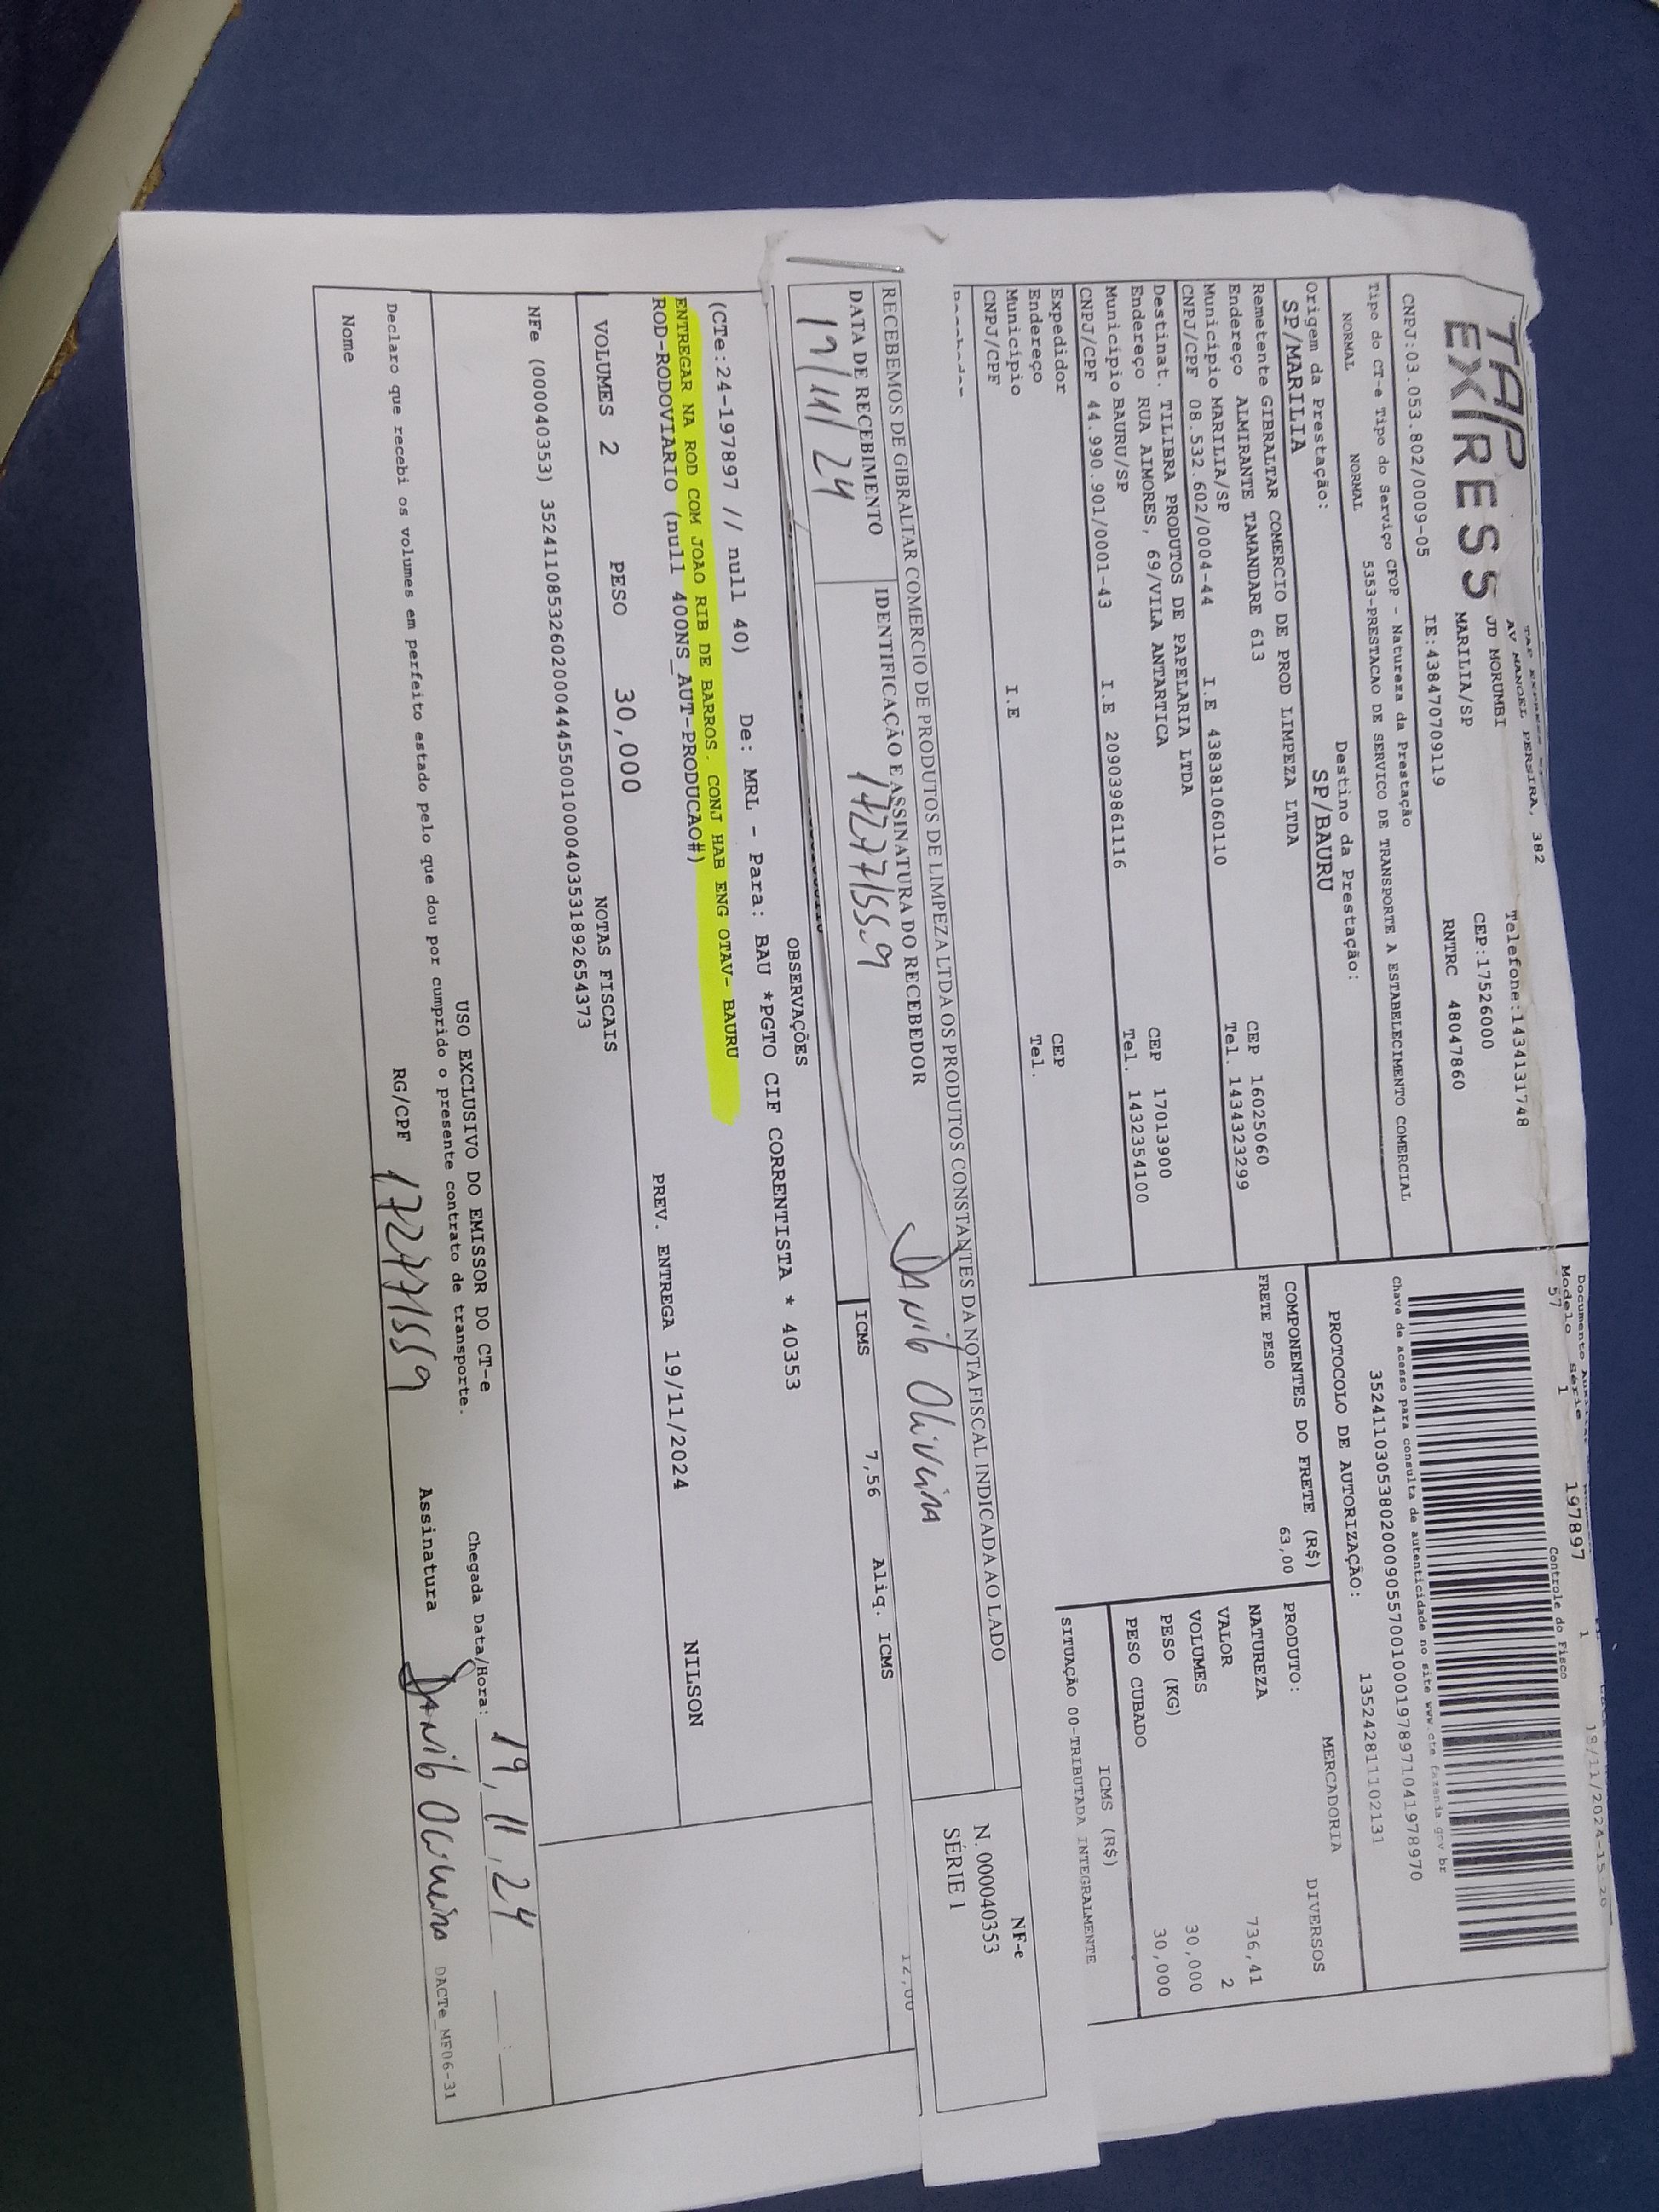 TAP EXPRESS
AV MANOEL PEREIRA, 382
JD MORUMBI
MARILIA/SP
Telefone:1434131748
CEP:17526000
CNPJ:03.053.802/0009-05 IE:438470709119 RNTRC 48047860
Tipo do CT-e Tipo do Serviço CFOP - Natureza da Prestação
NORMAL NORMAL 5353-PRESTACAO DE SERVICO DE TRANSPORTE A ESTABELECIMENTO COMERCIAL
Origem da Prestação: Destino da Prestação:
SP/MARILIA SP/BAURU
Remetente GIBRALTAR COMERCIO DE PROD LIMPEZA LTDA
Endereço ALMIRANTE TAMANDARE 613 CEP 16025060
Município MARILIA/SP Tel. 1434323299
CNPJ/CPF 08.532.602/0004-44 I.E 438381060110
Destinat. TILIBRA PRODUTOS DE PAPELARIA LTDA
Endereço RUA AIMORES, 69/VILA ANTARTICA CEP 17013900
Município BAURU/SP Tel. 1432354100
CNPJ/CPF 44.990.901/0001-43 I.E 209039861116
Expedidor
Endereço CEP
Município Tel.
CNPJ/CPF I.E
Modelo Série
57 1 197897 1 18/11/2024-15
Controle do Fisco
Chave de acesso para consulta de autenticidade no site www.cte.fazenda.gov.br
35241103053802000905570010001978971041978970
PROTOCOLO DE AUTORIZAÇÃO: 135242811102131
COMPONENTES DO FRETE (R$)
FRETE PESO 63,00
MERCADORIA
PRODUTO: DIVERSOS
NATUREZA
VALOR 736,41
VOLUMES 2
PESO (KG) 30,000
PESO CUBADO 30,000
ICMS (R$)
SITUAÇÃO 00-TRIBUTADA INTEGRALMENTE
RECEBEMOS DE GIBRALTAR COMERCIO DE PRODUTOS DE LIMPEZA LTDA OS PRODUTOS CONSTANTES DA NOTA FISCAL INDICADA AO LADO
DATA DE RECEBIMENTO IDENTIFICAÇÃO E ASSINATURA DO RECEBEDOR
19/11/24 17277155-9 Danilo Oliveira
NF-e
N. 000040353
SÉRIE 1
ICMS 7,56 Aliq. ICMS 12,00
OBSERVAÇÕES
(CTe:24-197897 // null 40) De: MRL - Para: BAU *PGTO CIF CORRENTISTA * 40353
ENTREGAR NA ROD COM JOAO RIB DE BARROS. CONJ HAB ENG OTAV- BAURU
ROD-RODOVIARIO (null 400NS_AUT-PRODUCAO#)
VOLUMES 2 PESO 30,000 PREV. ENTREGA 19/11/2024 NILSON
NOTAS FISCAIS
NFe (000040353) 35241108532602000444550010000403531892654373
USO EXCLUSIVO DO EMISSOR DO CT-e
Declaro que recebi os volumes em perfeito estado pelo que dou por cumprido o presente contrato de transporte.
Chegada Data/Hora: 19, 11, 24
Nome RG/CPF 172771559 Assinatura Danilo Oliveira
DACTe_MF06-31